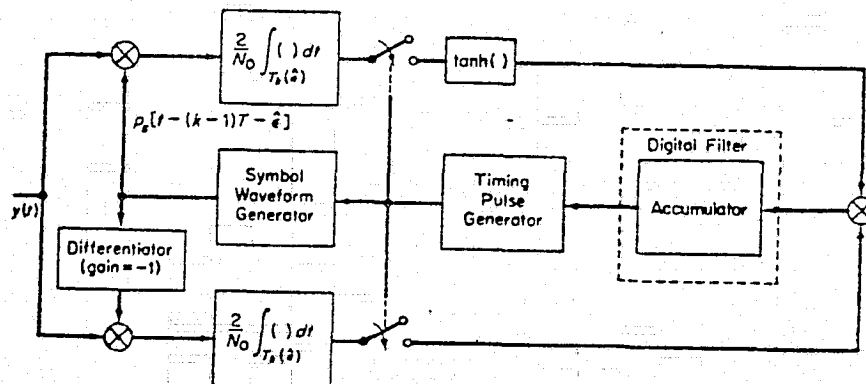 2/N₀ ∫ ( ) dt
Tₖ(ε̂)
tanh( )
pₛ[t − (k−1)T − ε̂]
Digital Filter
Symbol
Waveform
Generator
Timing
Pulse
Generator
Accumulator
y(t)
Differentiator
(gain = −1)
2/N₀ ∫ ( ) dt
Tₖ(ε̂)